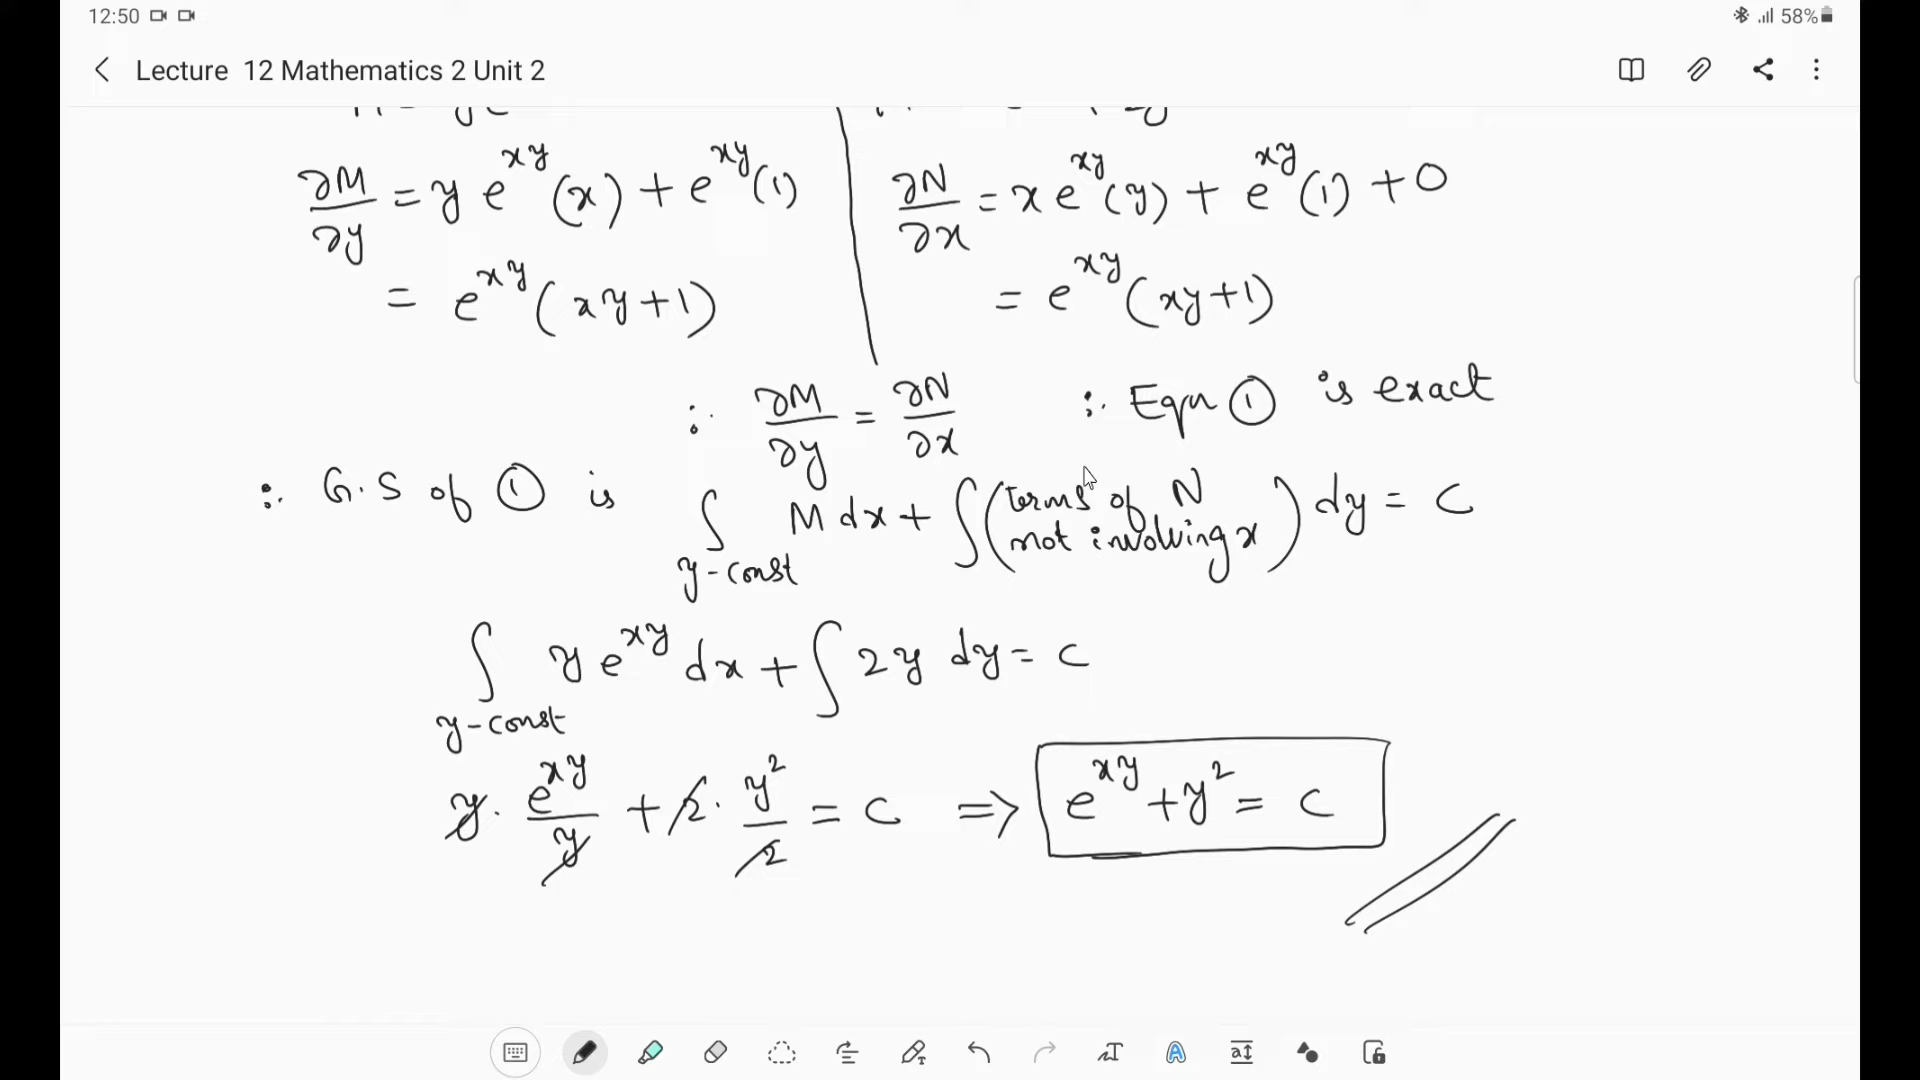 12:50
58%
Lecture 12 Mathematics 2 Unit 2
∂M/∂y = y e^{xy} (x) + e^{xy} (1)
= e^{xy} (xy+1)
∂N/∂x = x e^{xy} (y) + e^{xy} (1) + 0
= e^{xy} (xy+1)
∴ ∂M/∂y = ∂N/∂x ∴ Eqn ① is exact
∴ G.S of ① is ∫_{y-const} M dx + ∫ (terms of N not involving x) dy = c
∫_{y-const} y e^{xy} dx + ∫ 2y dy = c
y · e^{xy}/y + 2 · y²/2 = c => e^{xy} + y² = c